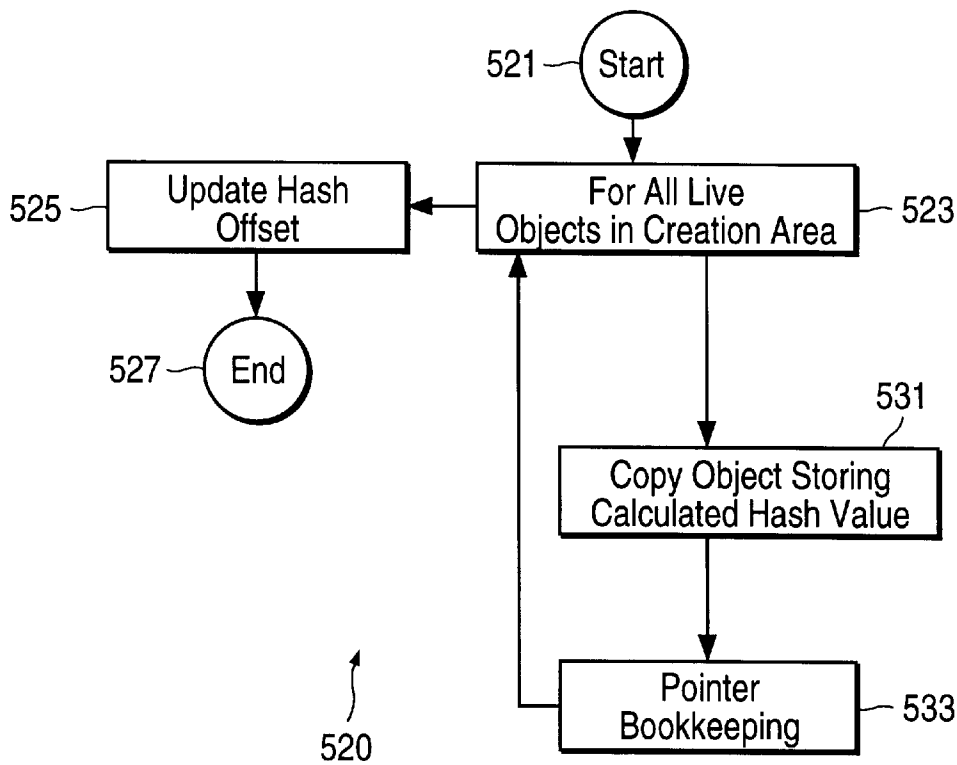 521
Start
525
Update Hash
Offset
For All Live
Objects in Creation Area
523
527
End
531
Copy Object Storing
Calculated Hash Value
Pointer
Bookkeeping
533
520